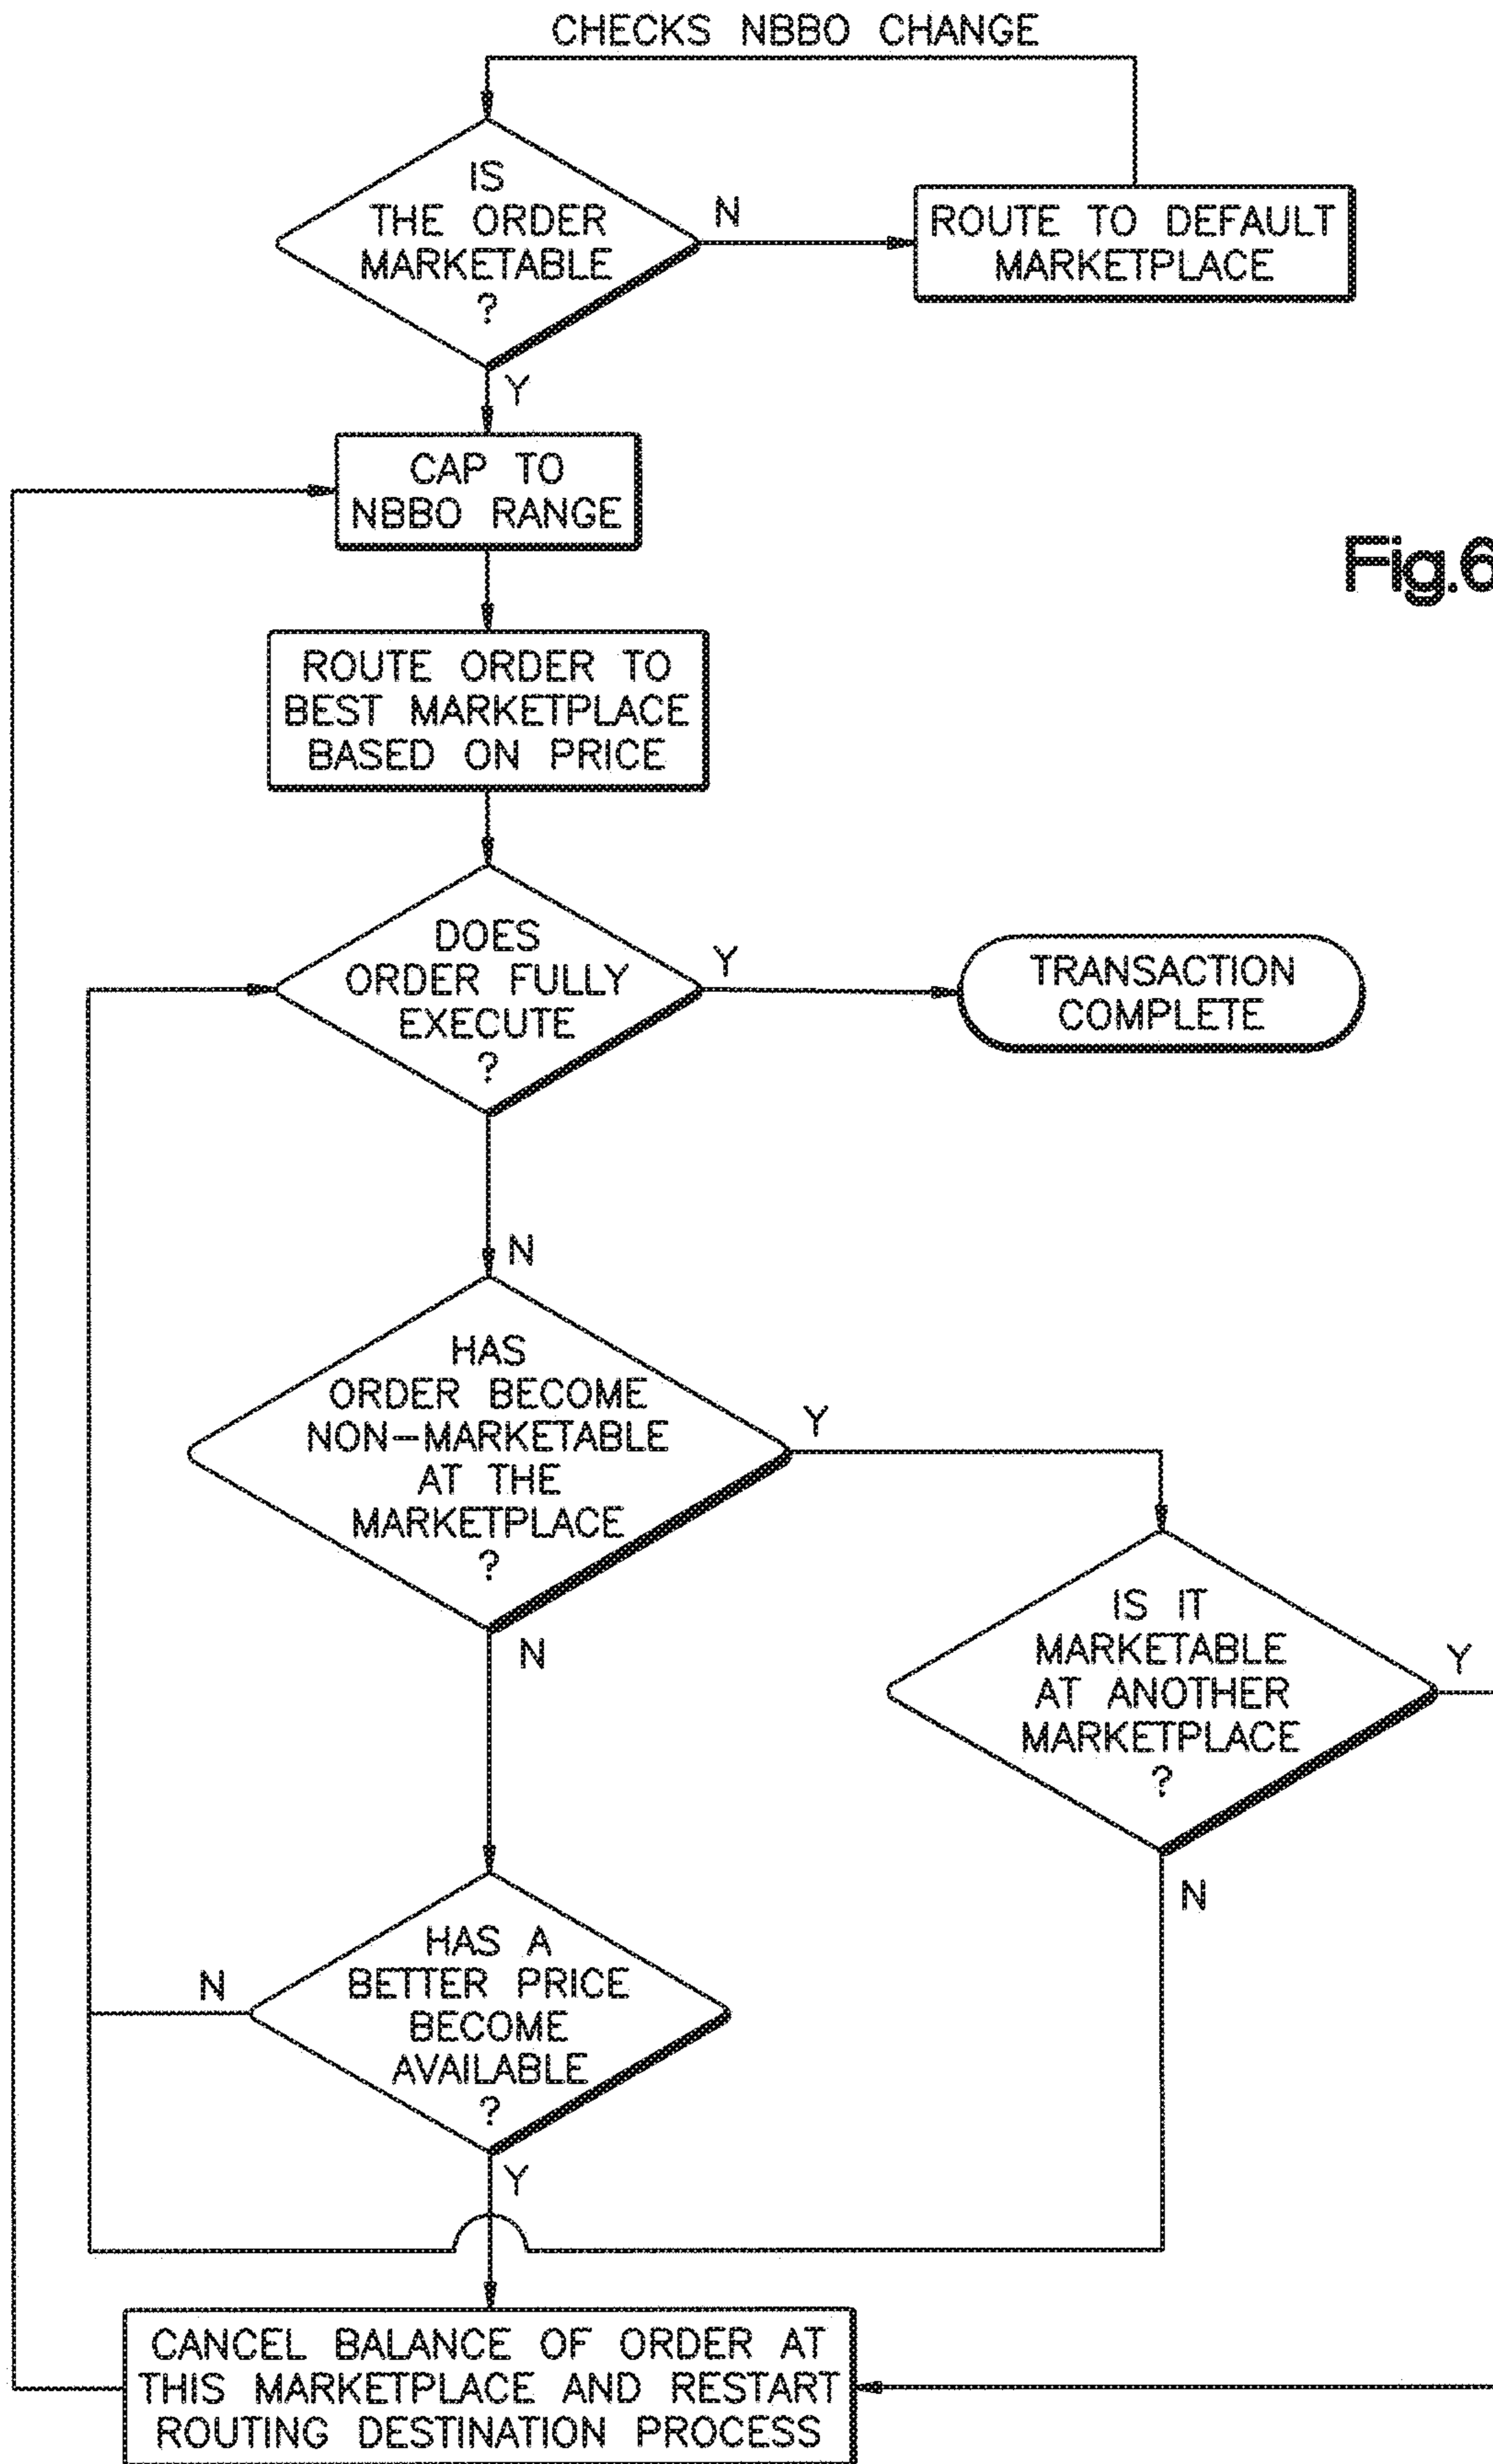 CHECKS NBBO CHANGE
IS
THE ORDER
MARKETABLE
?
N
ROUTE TO DEFAULT
MARKETPLACE
Y
CAP TO
NBBO RANGE
Fig.6
ROUTE ORDER TO
BEST MARKETPLACE
BASED ON PRICE
DOES
ORDER FULLY
EXECUTE
?
Y
TRANSACTION
COMPLETE
N
HAS
ORDER BECOME
NON-MARKETABLE
AT THE
MARKETPLACE
?
Y
N
IS IT
MARKETABLE
AT ANOTHER
MARKETPLACE
?
Y
N
HAS A
BETTER PRICE
BECOME
AVAILABLE
?
N
Y
CANCEL BALANCE OF ORDER AT
THIS MARKETPLACE AND RESTART
ROUTING DESTINATION PROCESS